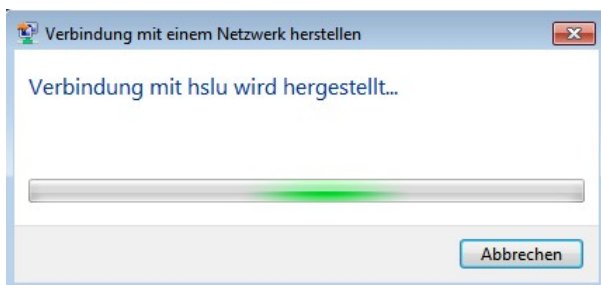 Verbindung mit einem Netzwerk herstellen
Verbindung mit hslu wird hergestellt...
Abbrechen